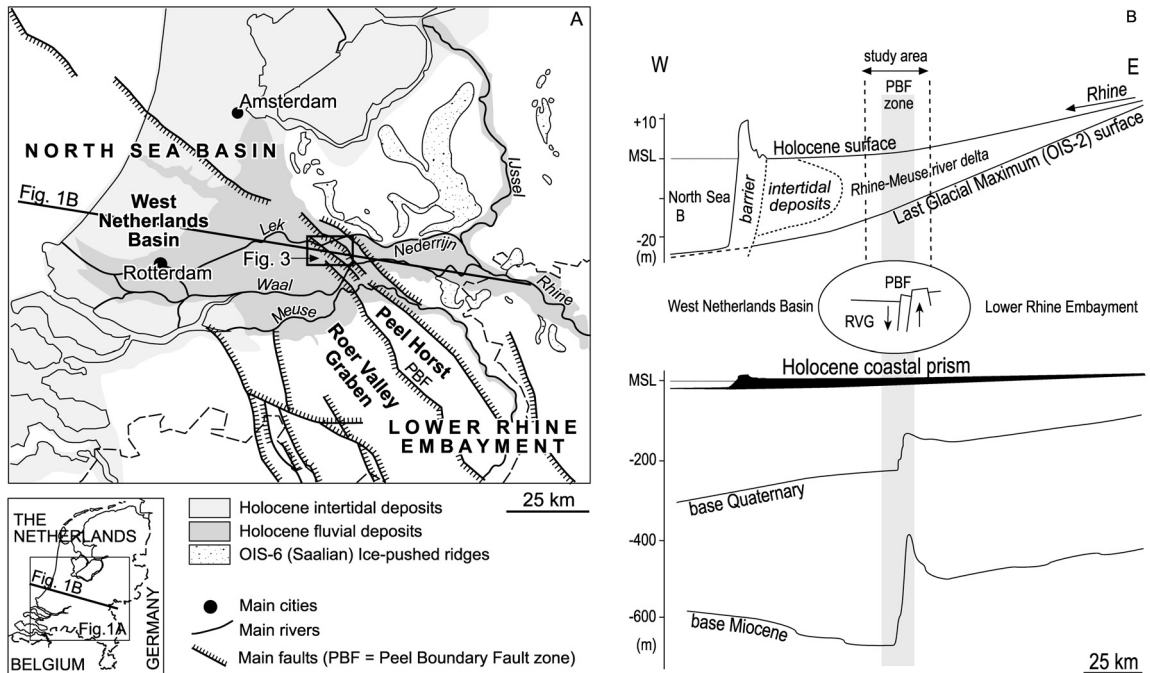 A
Amsterdam
NORTH SEA BASIN
IJssel
Fig. 1B
West
Netherlands
Basin
Lek
Nederrijn
Rotterdam
Fig. 3
Rhine
Waal
Meuse
Peel Horst
PBF
Roer Valley
Graben
LOWER RHINE
EMBAYMENT
25 km
THE
NETHERLANDS
Fig. 1B
Fig.1A
GERMANY
BELGIUM
Holocene intertidal deposits
Holocene fluvial deposits
OIS-6 (Saalian) Ice-pushed ridges
Main cities
Main rivers
Main faults (PBF = Peel Boundary Fault zone)
B
W
study area
E
PBF
zone
Rhine
+10
MSL
Holocene surface
North Sea
B
barrier
intertidal
deposits
Rhine-Meuse river delta
Last Glacial Maximum (OIS-2) surface
-20
(m)
West Netherlands Basin
PBF
RVG
Lower Rhine Embayment
Holocene coastal prism
MSL
-200
base Quaternary
-400
base Miocene
-600
(m)
25 km